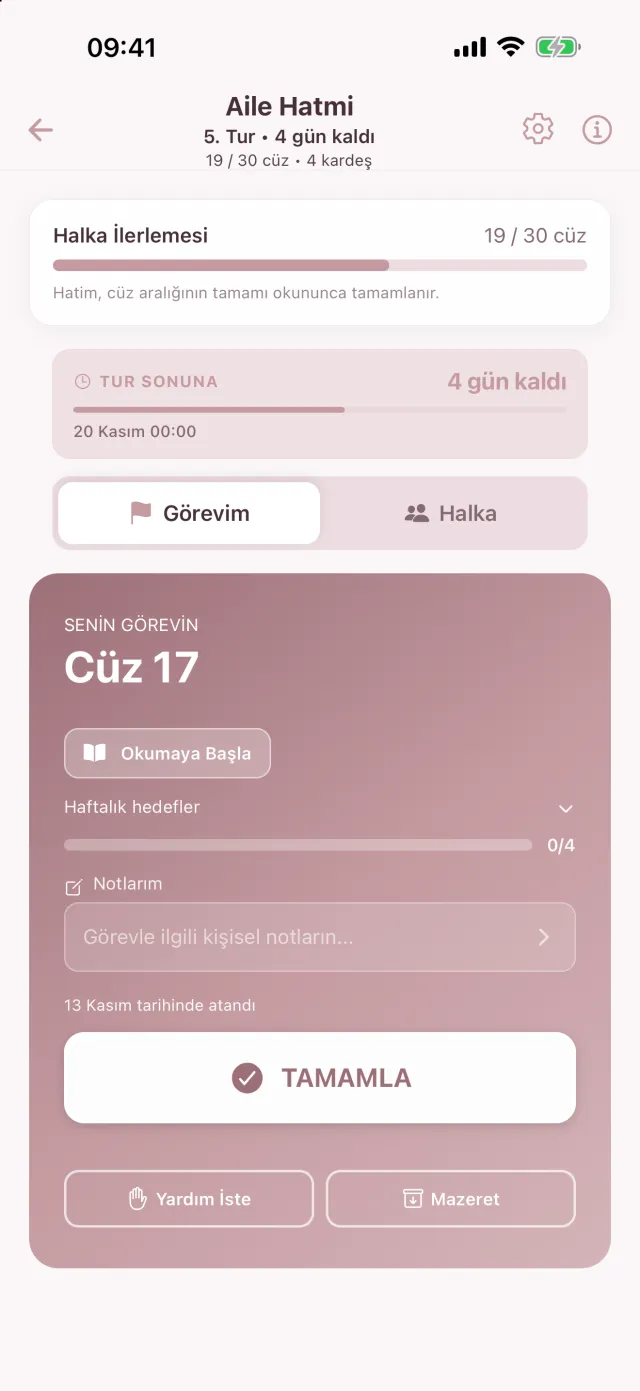 09:41
Aile Hatmi
5. Tur • 4 gün kaldı
19 / 30 cüz • 4 kardeş
Halka İlerlemesi
19 / 30 cüz
Hatim, cüz aralığının tamamı okununca tamamlanır.
TUR SONUNA
4 gün kaldı
20 Kasım 00:00
Görevim
Halka
SENİN GÖREVİN
Cüz 17
Okumaya Başla
Haftalık hedefler
0/4
Notlarım
Görevle ilgili kişisel notların...
13 Kasım tarihinde atandı
TAMAMLA
Yardım İste
Mazeret